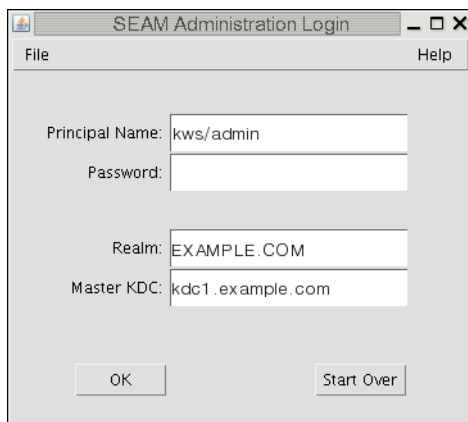 SEAM Administration Login
File Help
Principal Name: kws/admin
Password:
Realm: EXAMPLE.COM
Master KDC: kdc1.example.com
OK Start Over